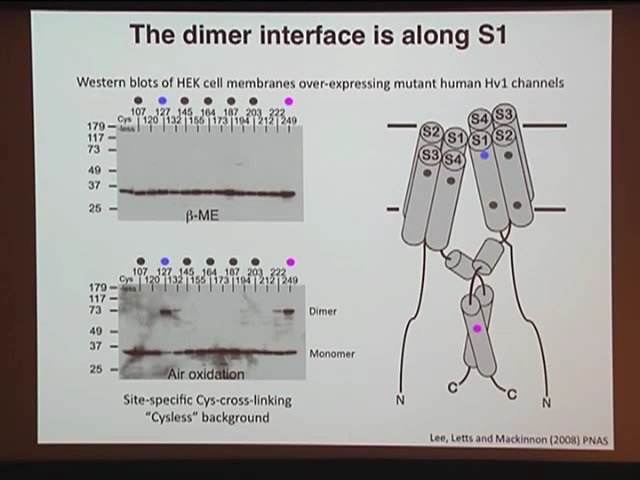 The dimer interface is along S1
Western blots of HEK cell membranes over-expressing mutant human Hv1 channels
107 127 145 164 187 203 222
Cys-less 120 132 155 173 194 212 249
179
117
73
49
37
25
β-ME
107 127 145 164 187 203 222
Cys-less 120 132 155 173 194 212 249
179
117
73
49
37
25
Dimer
Monomer
Air oxidation
Site-specific Cys-cross-linking
“Cysless” background
S4 S3
S2 S1 S1 S2
S3 S4
N C C N
Lee, Letts and Mackinnon (2008) PNAS